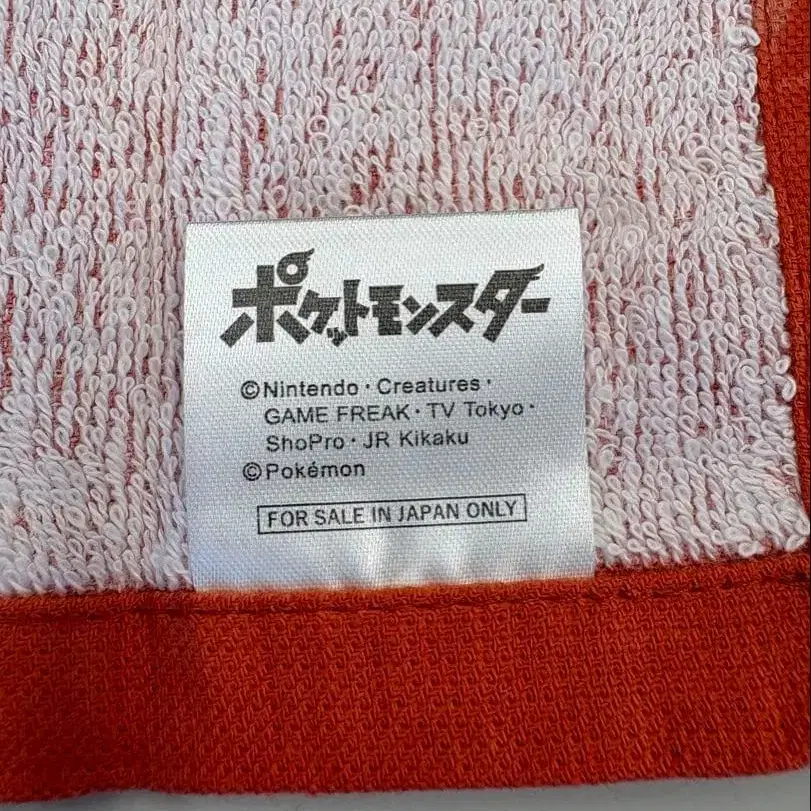 ポケットモンスター
©Nintendo・Creatures・
GAME FREAK・TV Tokyo・
ShoPro・JR Kikaku
©Pokémon
FOR SALE IN JAPAN ONLY